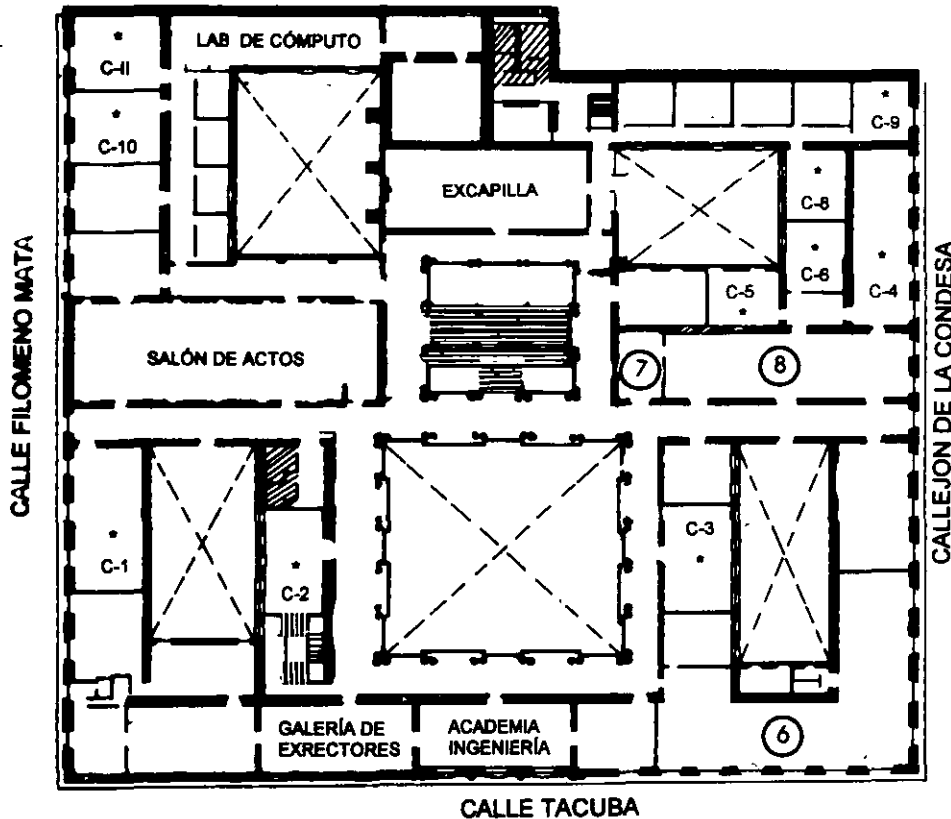 LAB DE CÓMPUTO
C-11
C-10
C-9
EXCAPILLA
C-8
C-6
C-5
C-4
CALLE FILOMENO MATA
SALÓN DE ACTOS
7
8
CALLEJON DE LA CONDESA
C-1
C-2
C-3
GALERÍA DE
EXRECTORES
ACADEMIA
INGENIERÍA
6
CALLE TACUBA